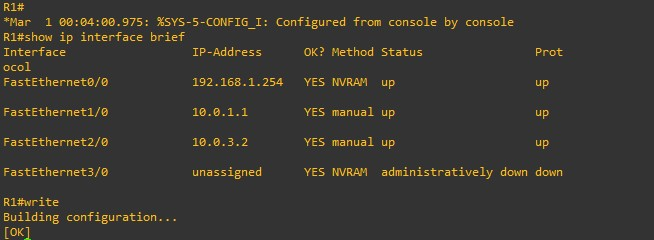 R1#
*Mar  1 00:04:00.975: %SYS-5-CONFIG_I: Configured from console by console
R1#show ip interface brief
Interface                  IP-Address      OK? Method Status                Prot
ocol
FastEthernet0/0            192.168.1.254   YES NVRAM  up                    up
FastEthernet1/0            10.0.1.1        YES manual up                    up
FastEthernet2/0            10.0.3.2        YES manual up                    up
FastEthernet3/0            unassigned      YES NVRAM  administratively down down
R1#write
Building configuration...
[OK]